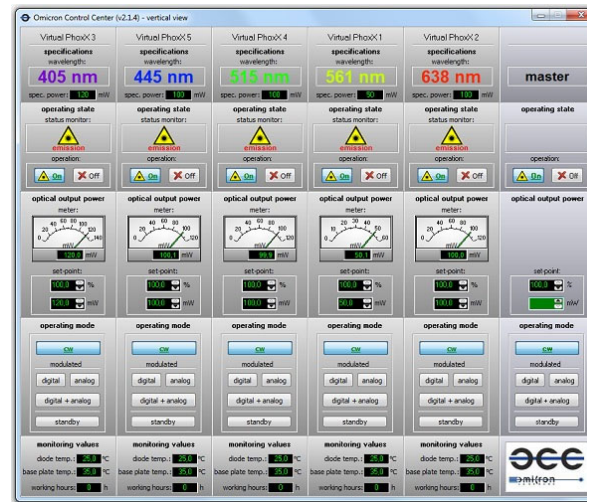 Omicron Control Center (v2.1.4) - vertical view
Virtual PhoxX 3
specifications
wavelength:
405 nm
spec. power: 120 mW
operating state
status monitor:
emission
operation:
On Off
optical output power
meter:
mW
120,0 mW
set-point:
100,0 %
120,0 mW
operating mode
cw
modulated
digital analog
digital + analog
standby
monitoring values
diode temp.: 25,0 °C
base plate temp.: 35,0 °C
working hours: 0 h
Virtual PhoxX 5
specifications
wavelength:
445 nm
spec. power: 100 mW
operating state
status monitor:
emission
operation:
On Off
optical output power
meter:
mW
100,1 mW
set-point:
100,0 %
100,0 mW
operating mode
cw
modulated
digital analog
digital + analog
standby
monitoring values
diode temp.: 25,0 °C
base plate temp.: 35,0 °C
working hours: 0 h
Virtual PhoxX 4
specifications
wavelength:
515 nm
spec. power: 100 mW
operating state
status monitor:
emission
operation:
On Off
optical output power
meter:
mW
99,9 mW
set-point:
100,0 %
100,0 mW
operating mode
cw
modulated
digital analog
digital + analog
standby
monitoring values
diode temp.: 25,0 °C
base plate temp.: 35,0 °C
working hours: 0 h
Virtual PhoxX 1
specifications
wavelength:
561 nm
spec. power: 50 mW
operating state
status monitor:
emission
operation:
On Off
optical output power
meter:
mW
50,1 mW
set-point:
100,0 %
50,0 mW
operating mode
cw
modulated
digital analog
digital + analog
standby
monitoring values
diode temp.: 25,0 °C
base plate temp.: 35,0 °C
working hours: 0 h
Virtual PhoxX 2
specifications
wavelength:
638 nm
spec. power: 100 mW
operating state
status monitor:
emission
operation:
On Off
optical output power
meter:
mW
100,0 mW
set-point:
100,0 %
100,0 mW
operating mode
cw
modulated
digital analog
digital + analog
standby
monitoring values
diode temp.: 25,0 °C
base plate temp.: 35,0 °C
working hours: 0 h
master
operating state
operation:
On Off
optical output power
set-point:
100,0 %
mW
operating mode
cw
modulated
digital analog
digital + analog
standby
occ
omicron